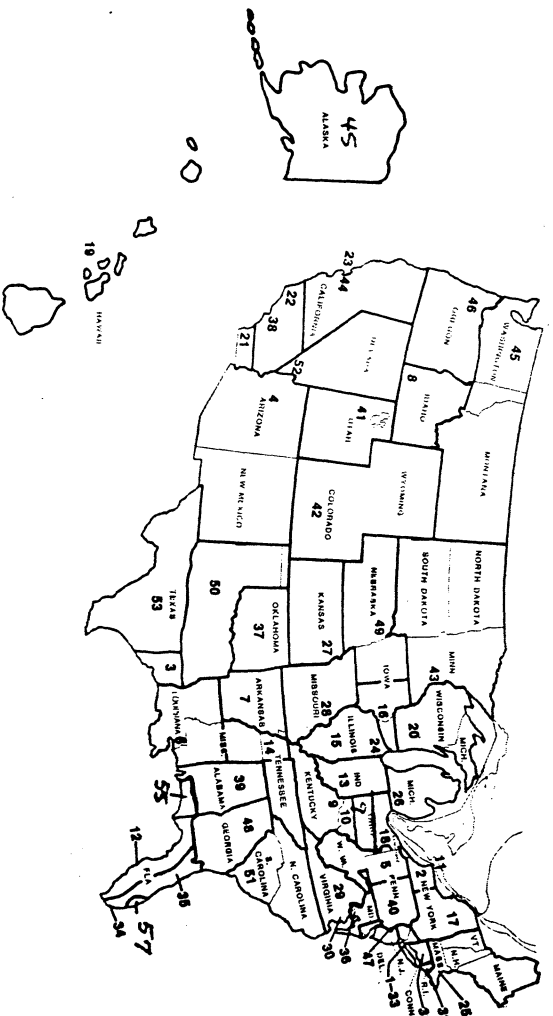 45
ALASKA
19
HAWAII
46
OREGON
45
WASHINGTON
23
44
CALIFORNIA
22
38
21
52
8
IDAHO
MONTANA
4
ARIZONA
41
UTAH
WYOMING
NEW MEXICO
COLORADO
42
NORTH DAKOTA
SOUTH DAKOTA
NEBRASKA
49
KANSAS
27
50
OKLAHOMA
37
TEXAS
53
3
MINN
43
WISCONSIN
20
MICH.
IOWA
16
MISSOURI
28
ILLINOIS
15
24
ARKANSAS
7
LOUISIANA
MISS.
14
TENNESSEE
KENTUCKY
IND
13
MICH.
26
9
10
18
ALABAMA
39
GEORGIA
48
S. CAROLINA
51
N. CAROLINA
W. VA.
VIRGINIA
29
30
36
55
12
FLA
35
34
57
5
PENN
40
11
2
NEW YORK
17
VT
N.H.
MAINE
MASS
25
R.I.
CONN
3
N.J.
1-33
DEL.
47